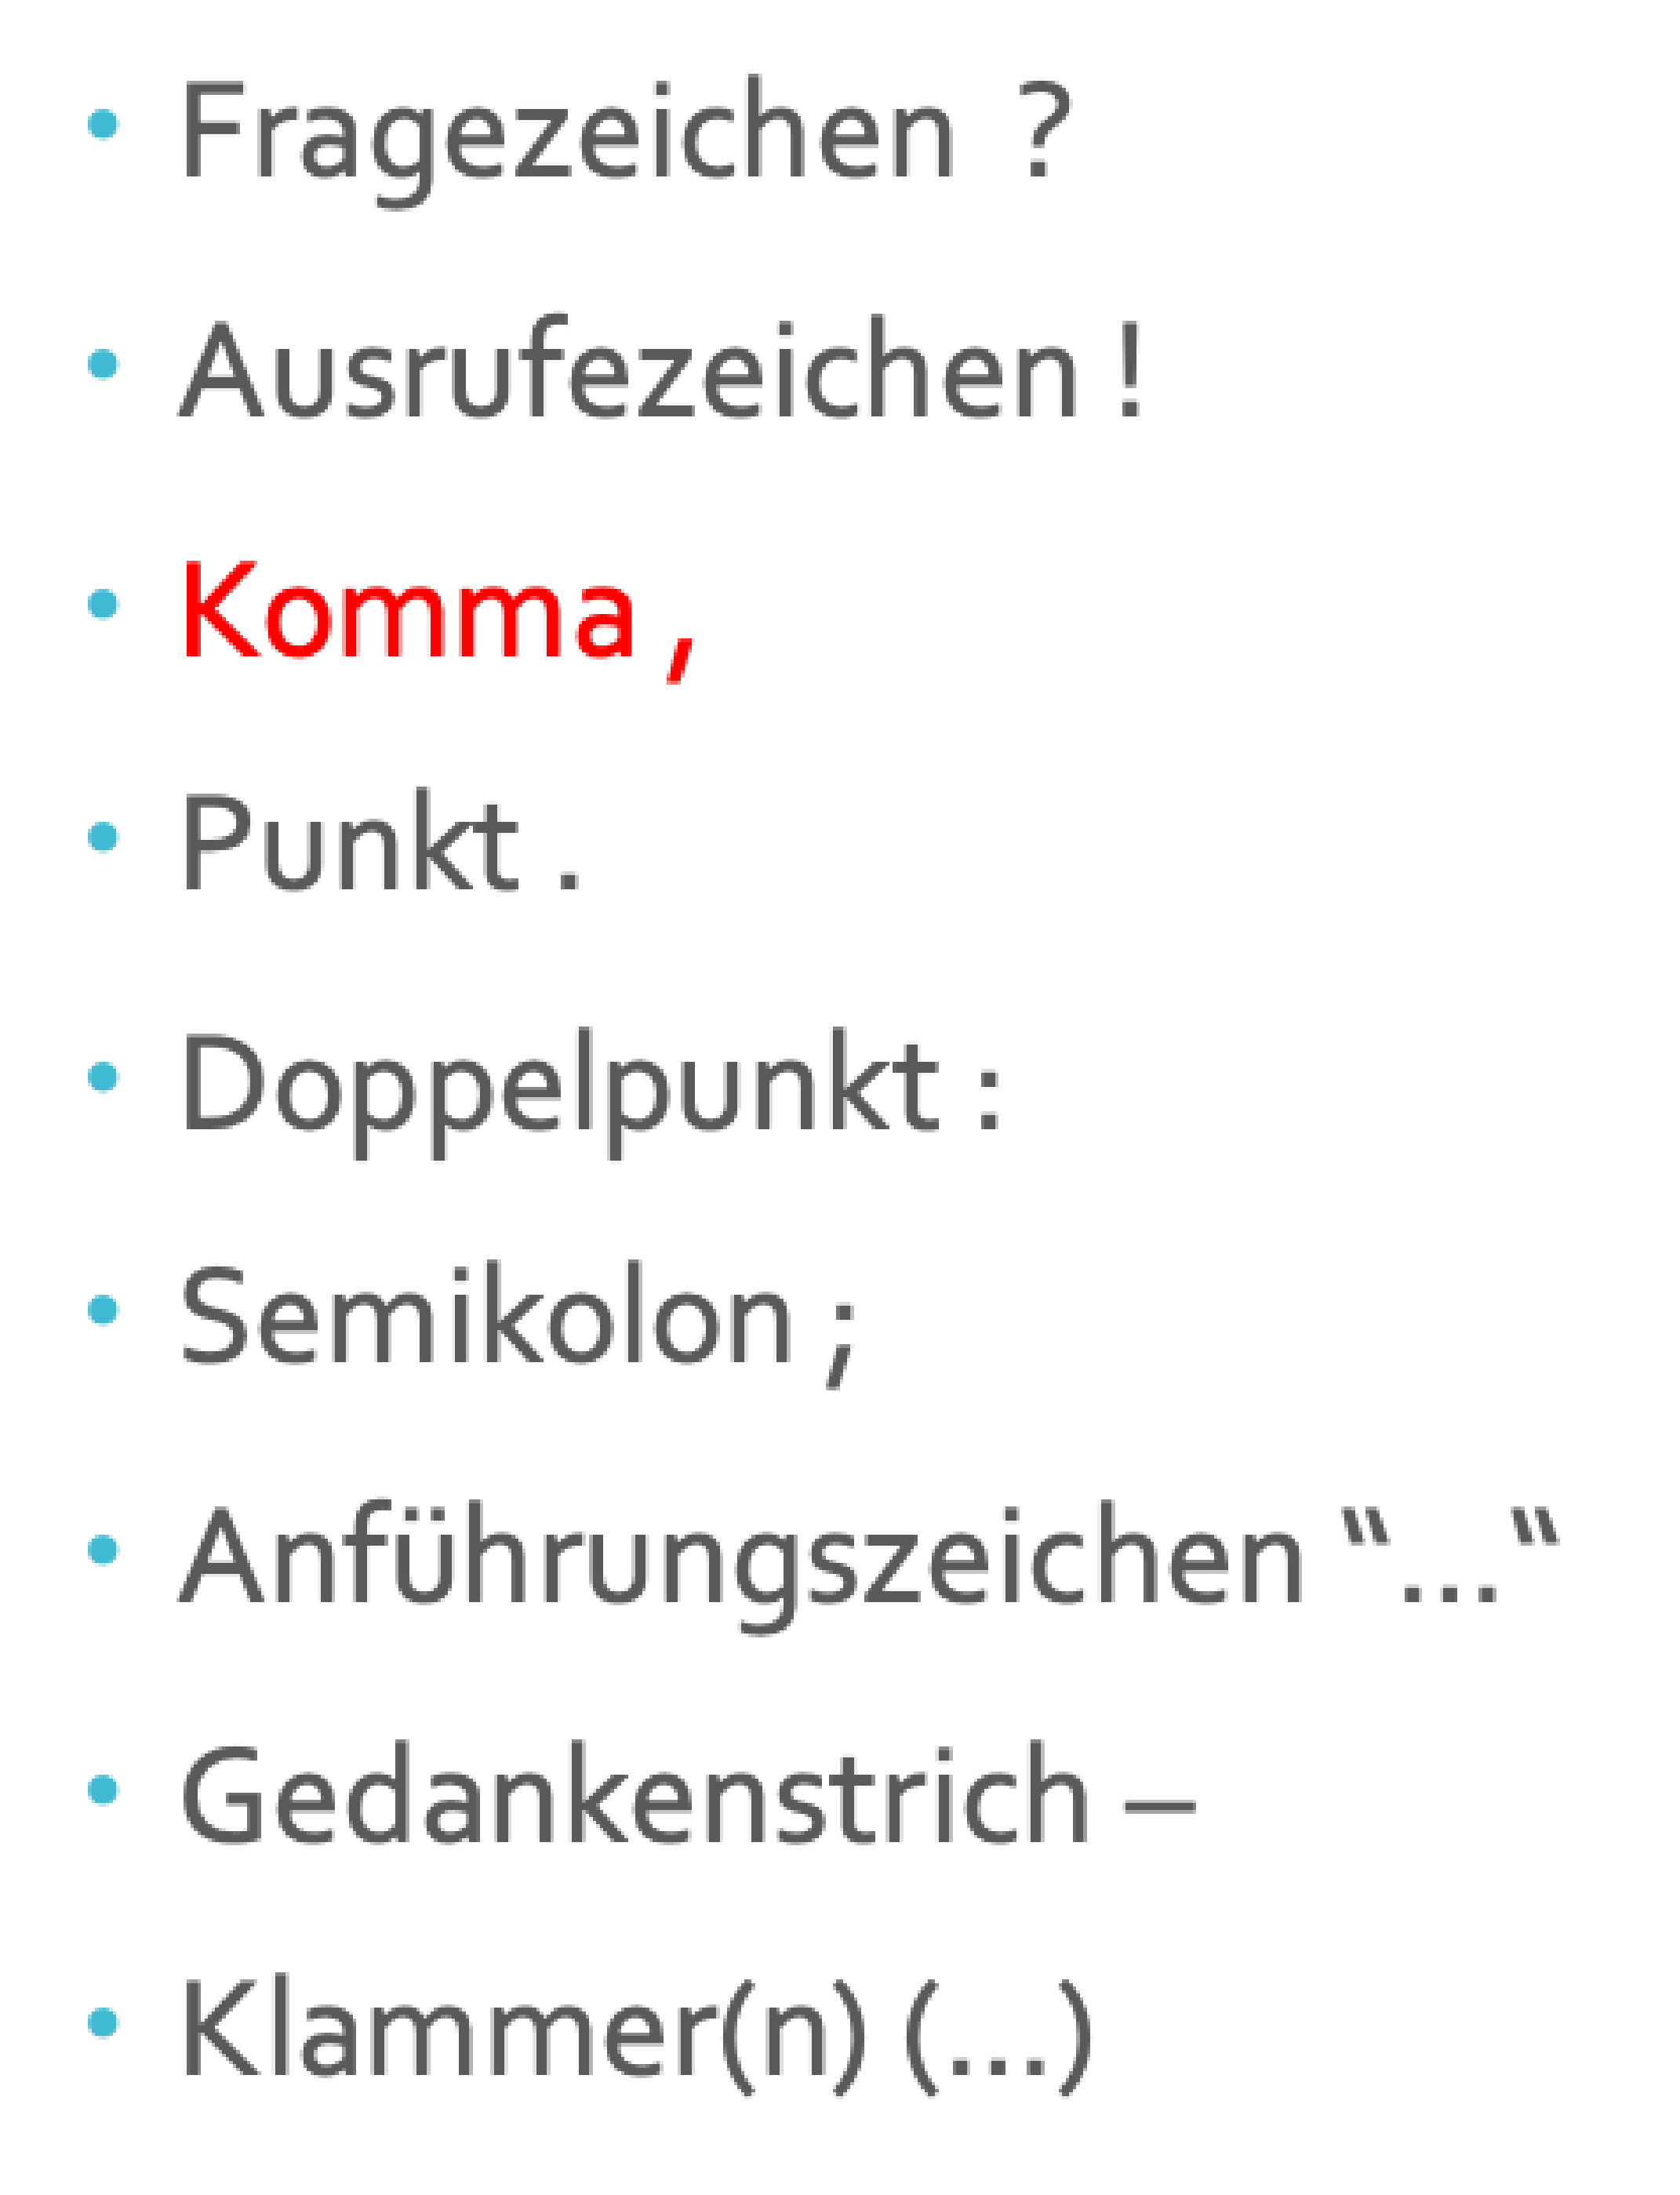 • Fragezeichen ?
• Ausrufezeichen !
• Komma ,
• Punkt .
• Doppelpunkt :
• Semikolon ;
• Anführungszeichen “...“
• Gedankenstrich –
• Klammer(n) (...)